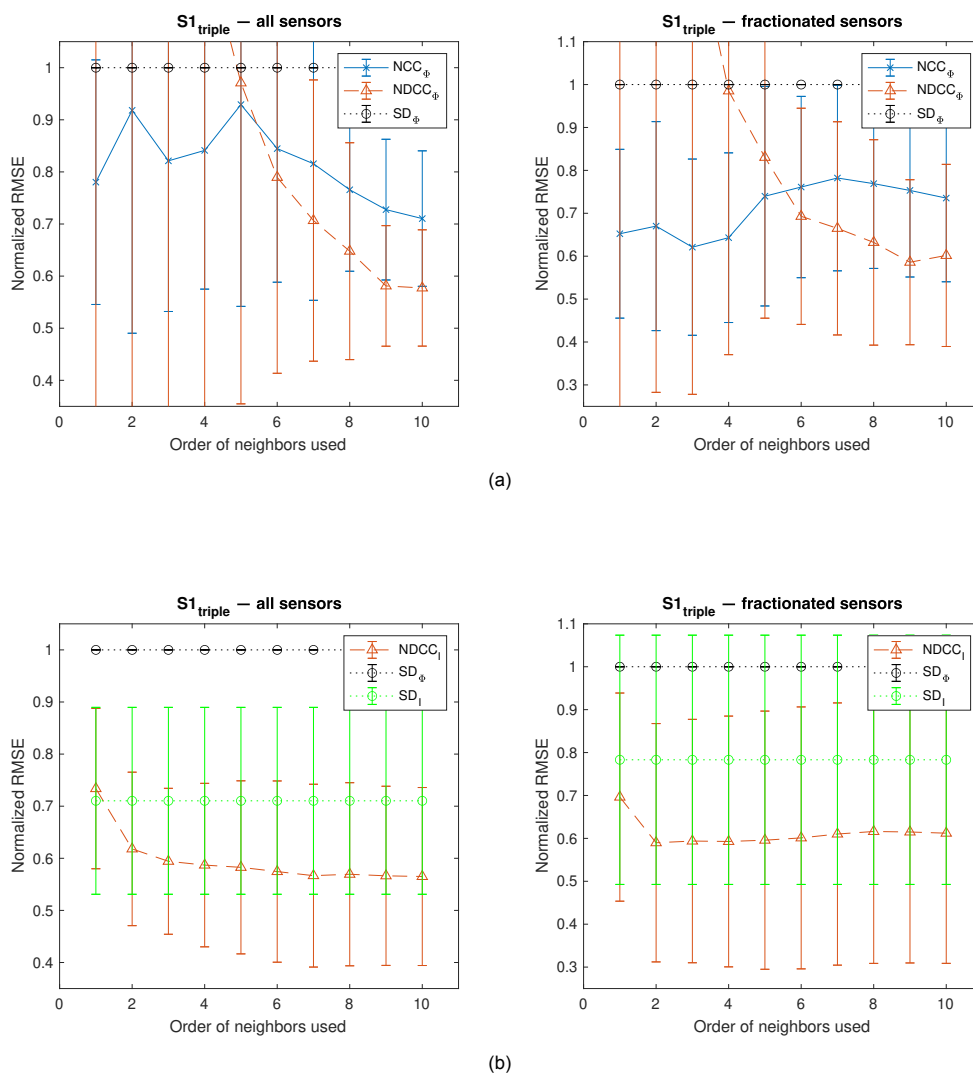 S1triple — all sensors
Normalized RMSE
1
0.9
0.8
0.7
0.6
0.5
0.4
0 2 4 6 8 10
Order of neighbors used
NCCΦ
NDCCΦ
SDΦ
S1triple — fractionated sensors
Normalized RMSE
1.1
1
0.9
0.8
0.7
0.6
0.5
0.4
0.3
0 2 4 6 8 10
Order of neighbors used
NCCΦ
NDCCΦ
SDΦ
(a)
S1triple — all sensors
Normalized RMSE
1
0.9
0.8
0.7
0.6
0.5
0.4
0 2 4 6 8 10
Order of neighbors used
NDCCI
SDΦ
SDI
S1triple — fractionated sensors
Normalized RMSE
1.1
1
0.9
0.8
0.7
0.6
0.5
0.4
0.3
0 2 4 6 8 10
Order of neighbors used
NDCCI
SDΦ
SDI
(b)